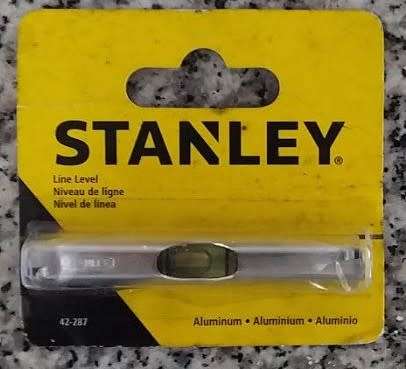 STANLEY®
Line Level
Niveau de ligne
Nivel de línea
42-287
Aluminum • Aluminium • Aluminio